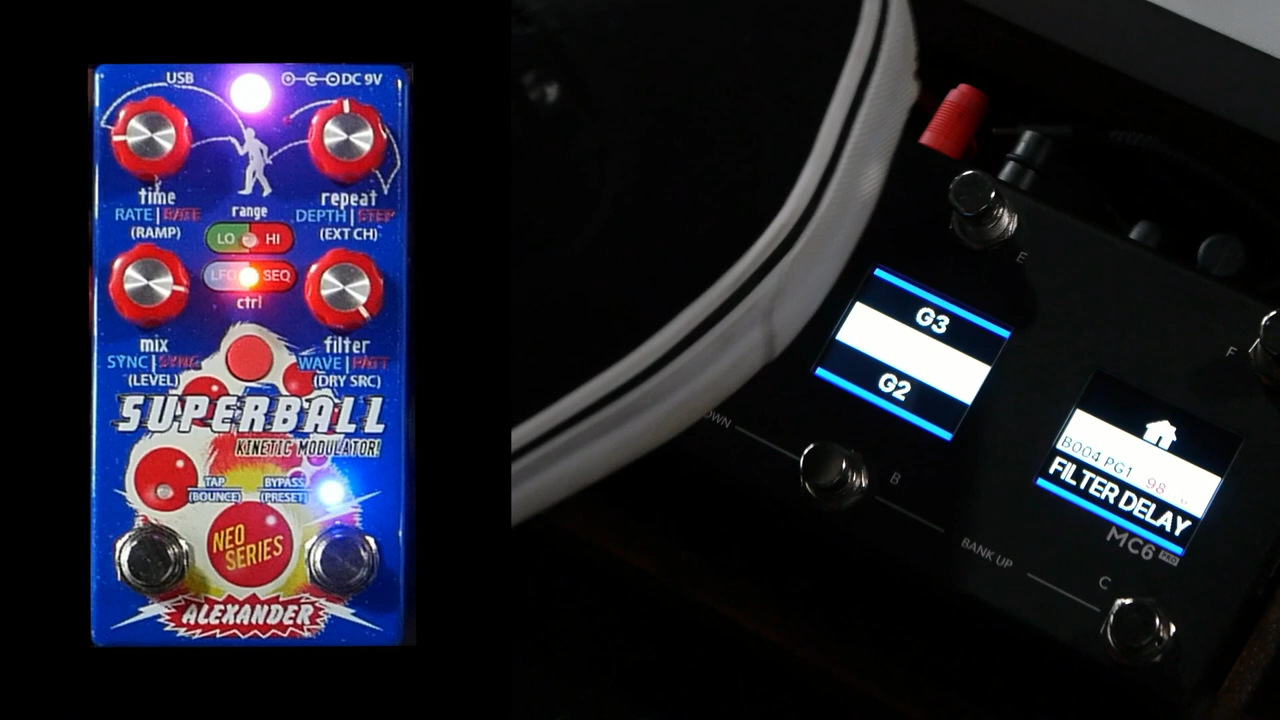 USB
DC 9V
time
repeat
RATE | RATE
range
DEPTH | STEP
(RAMP)
LO
HI
(EXT CH)
LFO
SEQ
ctrl
mix
filter
SYNC | SYNC
WAVE | PATT
(LEVEL)
(DRY SRC)
SUPERBALL
KINETIC MODULATOR!
TAP
BYPASS
(BOUNCE)
(PRESET)
NEO
SERIES
ALEXANDER
E
G3
G2
F
B
B004 PG1
98
FILTER DELAY
MC6 PRO
BANK UP
C